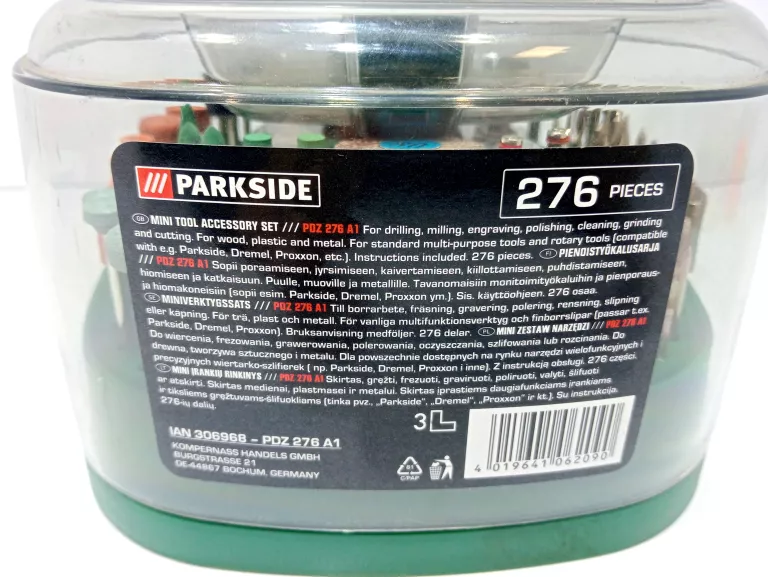 /// PARKSIDE
276 PIECES
GB MINI TOOL ACCESSORY SET /// PDZ 276 A1 For drilling, milling, engraving, polishing, cleaning, grinding
and cutting. For wood, plastic and metal. For standard multi-purpose tools and rotary tools (compatible
with e.g. Parkside, Dremel, Proxxon, etc.). Instructions included. 276 pieces. FI PIENOISTYÖKALUSARJA
/// PDZ 276 A1 Sopii poraamiseen, jyrsimiseen, kaivertamiseen, kiillottamiseen, puhdistamiseen,
hiomiseen ja katkaisuun. Puulle, muoville ja metallille. Tavanomaisiin monitoimityökaluihin ja pienporaus-
ja hiomakoneisiin (sopii esim. Parkside, Dremel, Proxxon ym.). Sis. käyttöohjeen. 276 osaa.
SE MINIVERKTYGSSATS /// PDZ 276 A1 Till borrarbete, fräsning, gravering, polering, rensning, slipning
eller kapning. För trä, plast och metall. För vanliga multifunktionsverktyg och finborrslipar (passar t.ex.
Parkside, Dremel, Proxxon). Bruksanvisning medföljer. 276 delar. PL MINI ZESTAW NARZĘDZI /// PDZ 276 A1
Do wiercenia, frezowania, grawerowania, polerowania, oczyszczania, szlifowania lub rozcinania. Do
drewna, tworzywa sztucznego i metalu. Dla powszechnie dostępnych na rynku narzędzi wielofunkcyjnych i
precyzyjnych wiertarko-szlifierek ( np. Parkside, Dremel, Proxxon i inne). Z instrukcją obsługi. 276 części.
LT MINI ĮRANKIŲ RINKINYS /// PDZ 276 A1 Skirtas, gręžti, frezuoti, graviruoti, poliruoti, valyti, šlifuoti
ar atskirti. Skirtas medienai, plastmasei ir metalui. Skirtas įprastiniams daugiafunkciams įrankiams
ir tiksliems gręžtuvams-šlifuokliams (tinka pvz., „Parkside", „Dremel", „Proxxon" ir kt.). Su instrukcija.
276-ių dalių.
3
IAN 306968 – PDZ 276 A1
KOMPERNASS HANDELS GMBH
BURGSTRASSE 21
DE-44867 BOCHUM, GERMANY
81
C/PAP
4 019641 062090